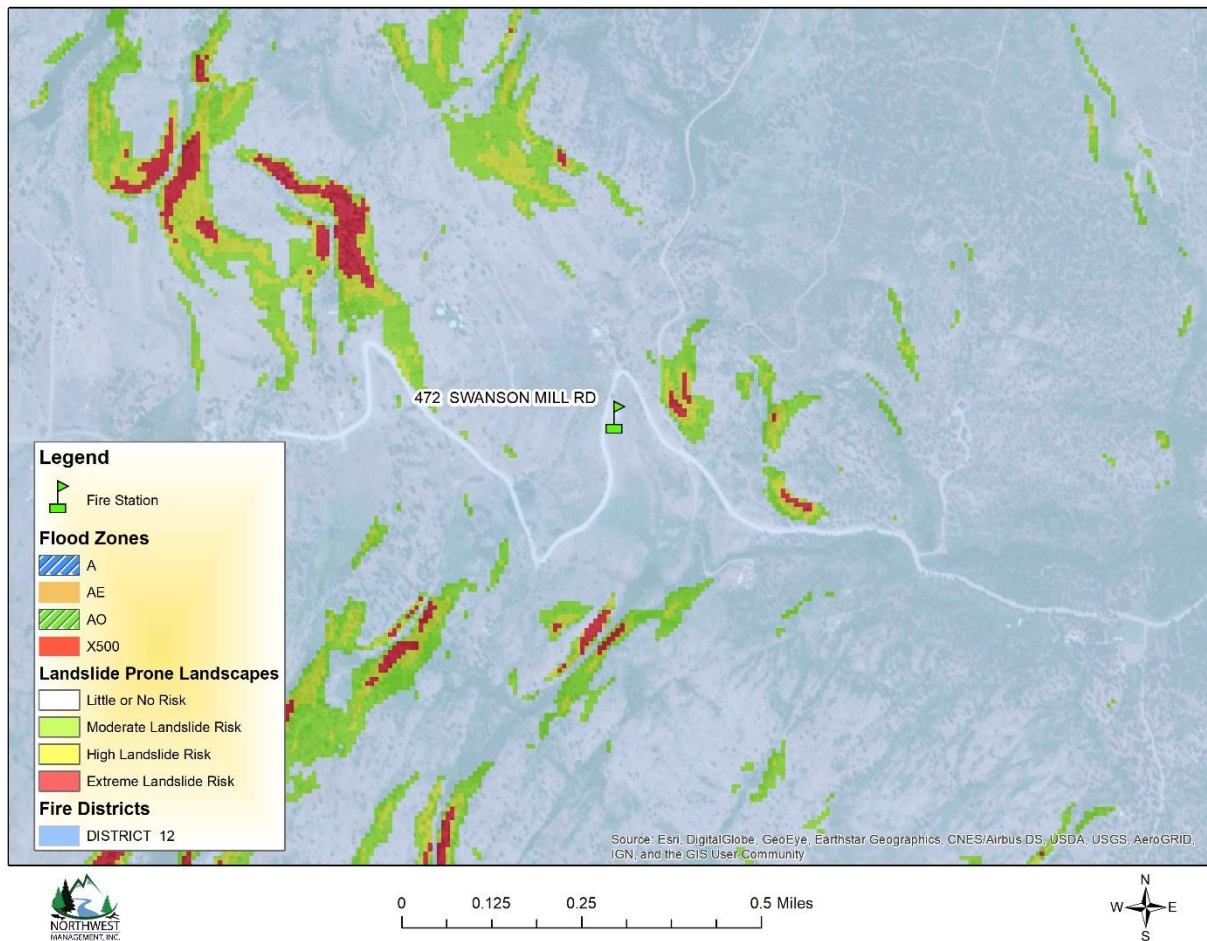 472 SWANSON MILL RD
Legend
Fire Station
Flood Zones
A
AE
AO
X500
Landslide Prone Landscapes
Little or No Risk
Moderate Landslide Risk
High Landslide Risk
Extreme Landslide Risk
Fire Districts
DISTRICT 12
Source: Esri, DigitalGlobe, GeoEye, Earthstar Geographics, CNES/Airbus DS, USDA, USGS, AeroGRID,
IGN, and the GIS User Community
NORTHWEST
MANAGEMENT, INC.
0 0.125 0.25 0.5 Miles
N
W E
S